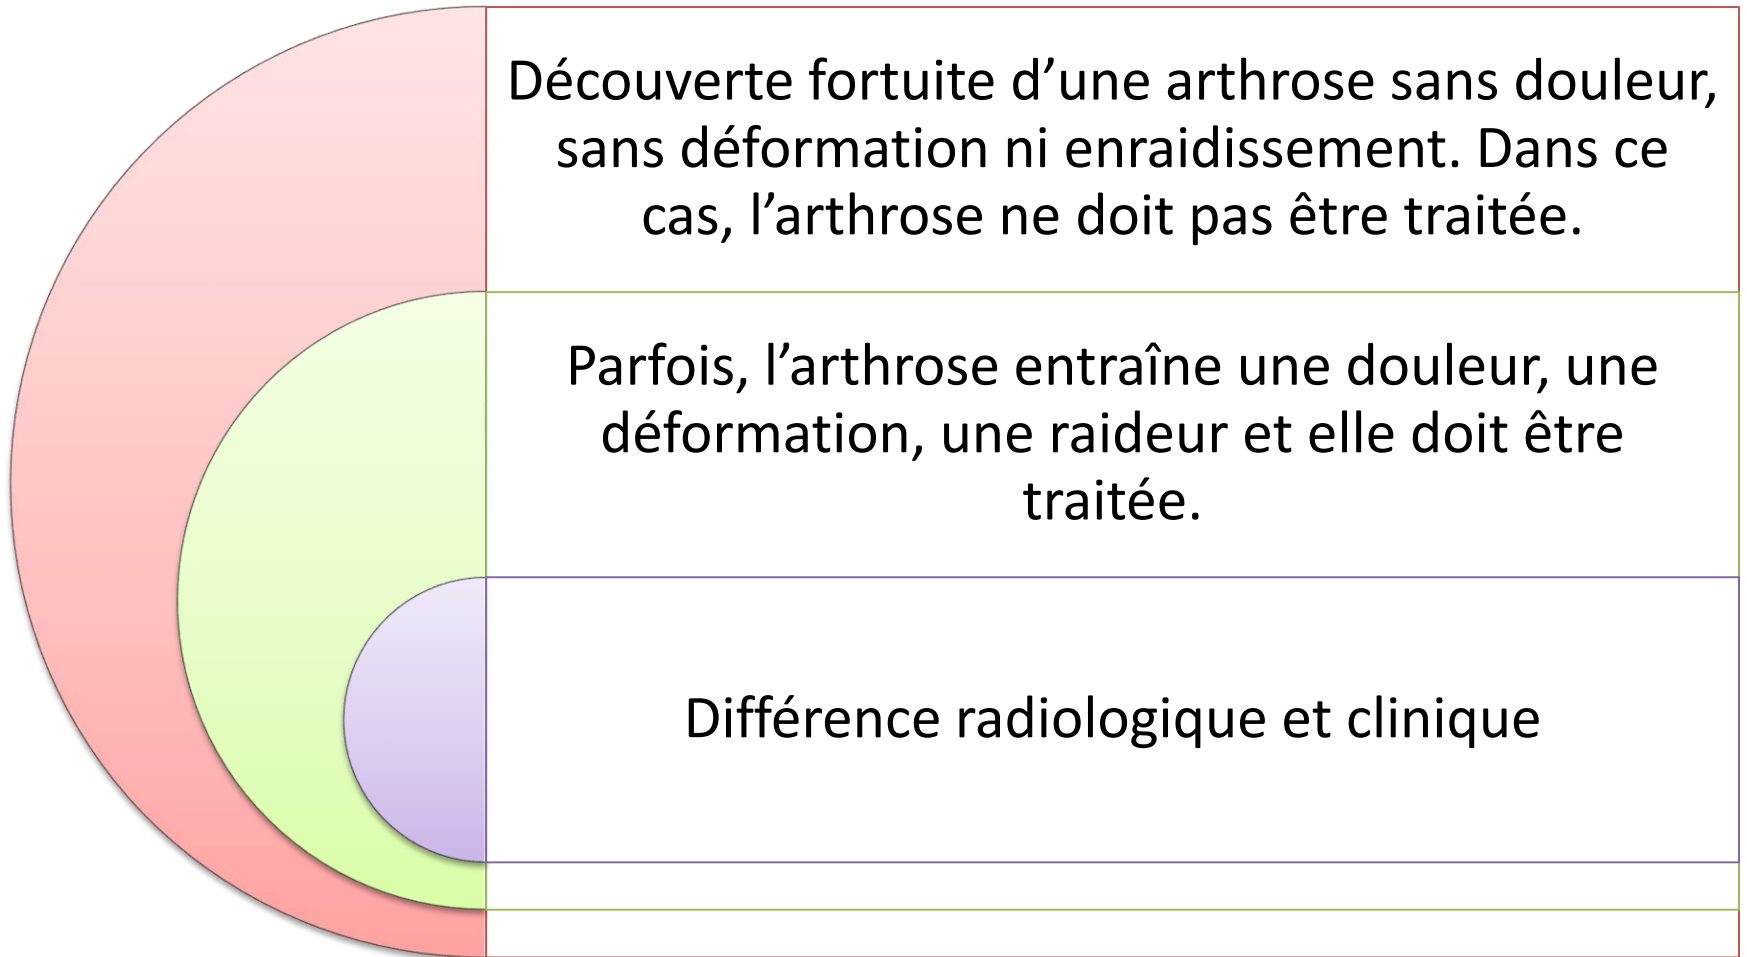 Découverte fortuite d’une arthrose sans douleur,
sans déformation ni enraidissement. Dans ce
cas, l’arthrose ne doit pas être traitée.
Parfois, l’arthrose entraîne une douleur, une
déformation, une raideur et elle doit être
traitée.
Différence radiologique et clinique